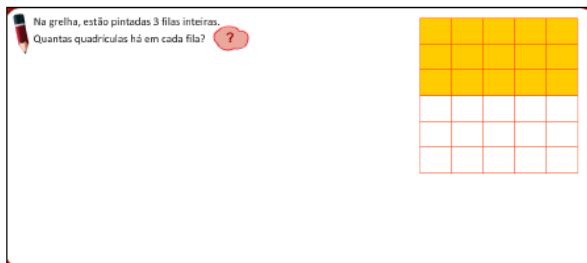 Na grelha, estão pintadas 3 filas inteiras.
Quantas quadrículas há em cada fila? ?